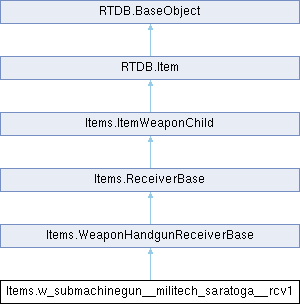 RTDB.BaseObject
RTDB.Item
Items.ItemWeaponChild
Items.ReceiverBase
Items.WeaponHandgunReceiverBase
Items.w_submachinegun__militech_saratoga__rcv1